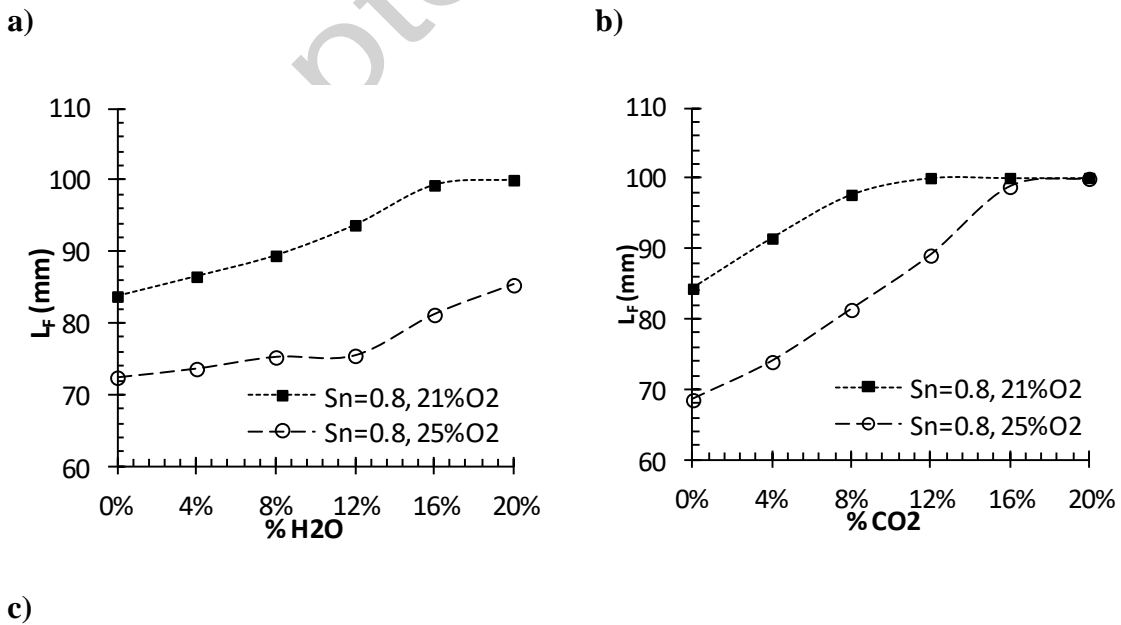 a)
b)
pte
110
100
90
80
70
60
L_F (mm)
Sn=0.8, 21%O2
Sn=0.8, 25%O2
0% 4% 8% 12% 16% 20%
% H2O
110
100
90
80
70
60
L_F (mm)
Sn=0.8, 21%O2
Sn=0.8, 25%O2
0% 4% 8% 12% 16% 20%
% CO2
c)